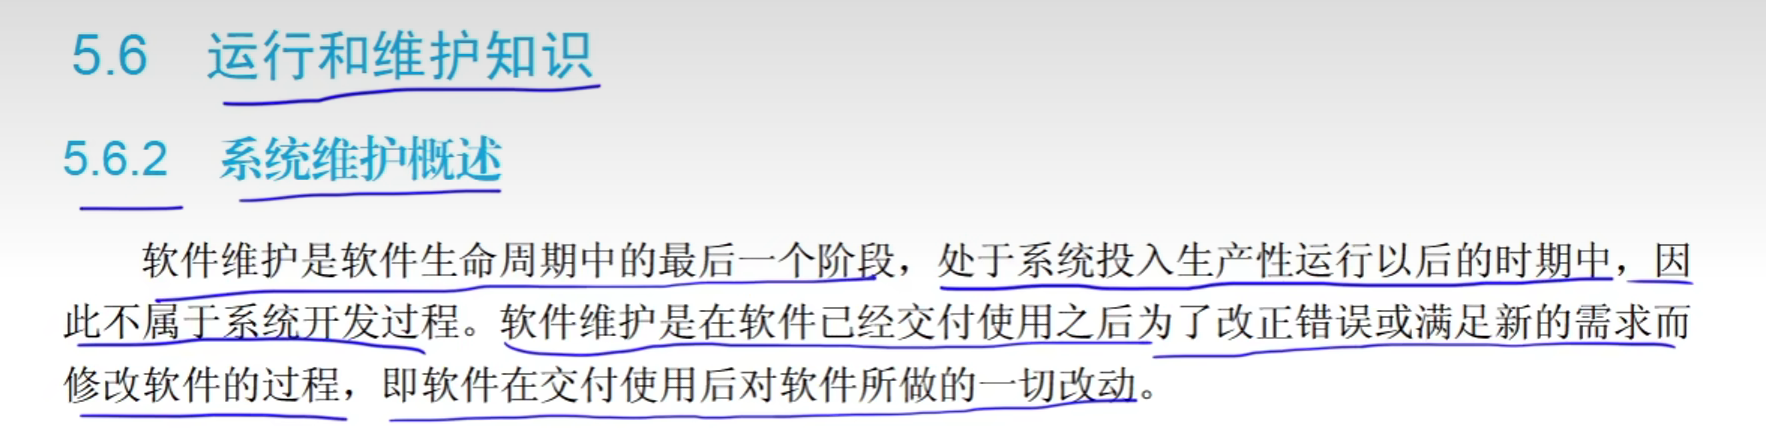 5.6 运行和维护知识
5.6.2 系统维护概述
软件维护是软件生命周期中的最后一个阶段，处于系统投入生产性运行以后的时期中，因
此不属于系统开发过程。软件维护是在软件已经交付使用之后为了改正错误或满足新的需求而
修改软件的过程，即软件在交付使用后对软件所做的一切改动。